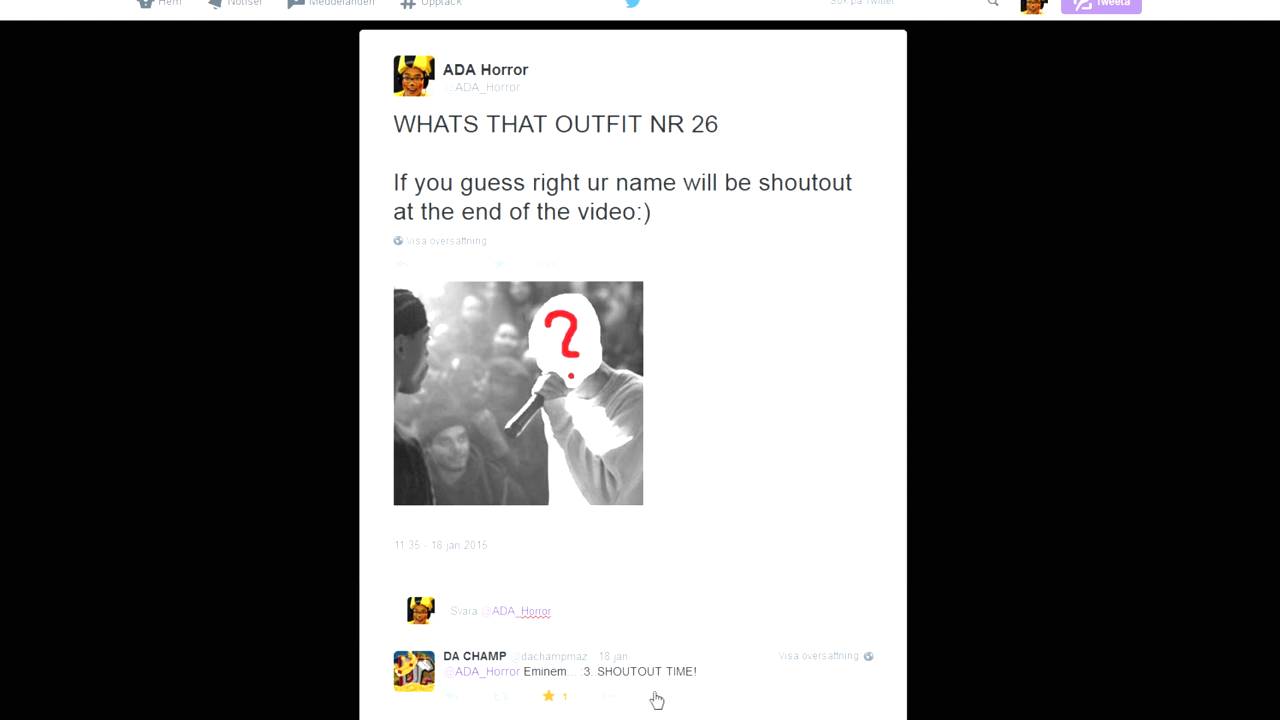 Hem Notiser Meddelanden # Upptäck Sök på Twitter Tweeta
ADA Horror
@ADA_Horror
WHATS THAT OUTFIT NR 26
If you guess right ur name will be shoutout
at the end of the video:)
Visa översättning
?
11:35 - 18 jan 2015
Svara @ADA_Horror
DA CHAMP @dachampmaz 18 jan Visa översättning
@ADA_Horror Eminem... :3. SHOUTOUT TIME!
1